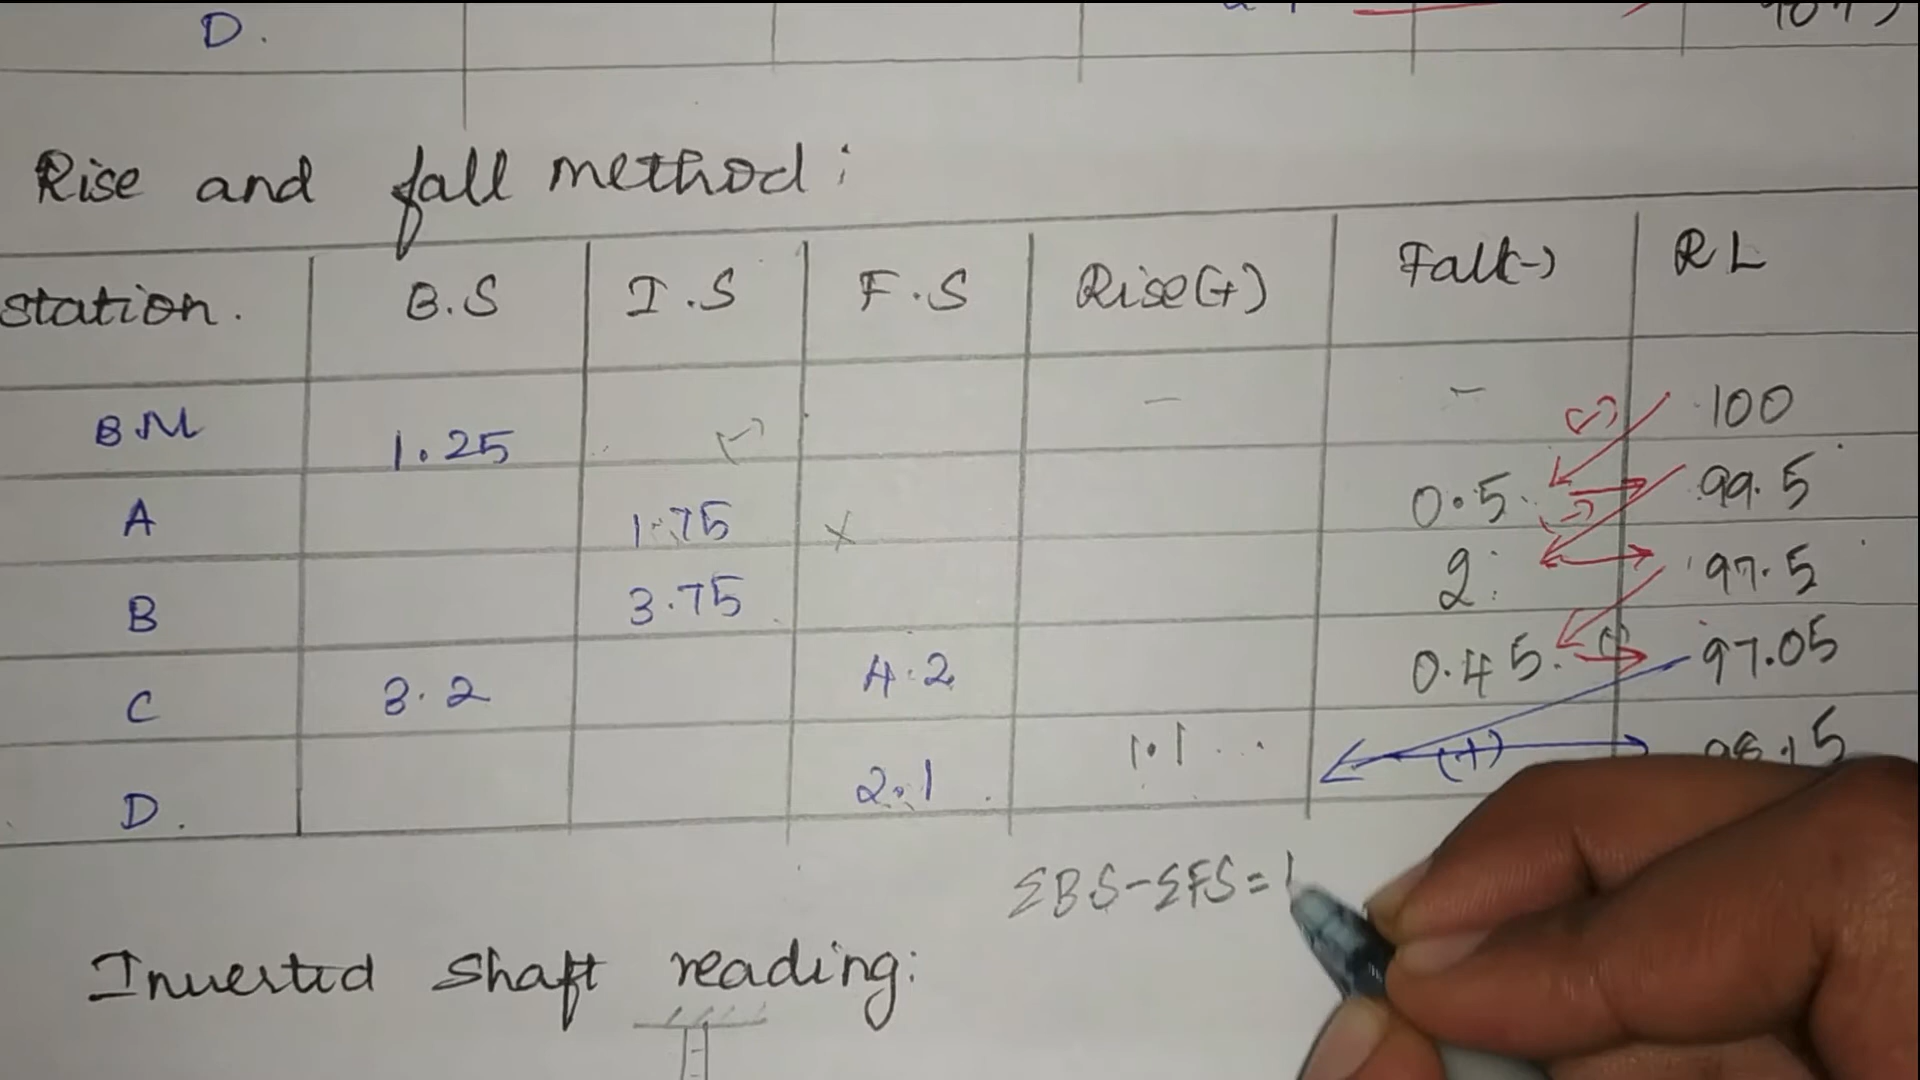 D.
Rise and fall method:
station. B.S I.S F.S Rise(+) Fall(-) RL
BM 1.25 (-) - - (-) 100
A 1.75 x 0.5 (-) 99.5
B 3.75 2 97.5
C 3.2 4.2 0.45 97.05
D. 2.1 1.1 (+) 98.15
ΣBS-ΣFS=
Inverted shaft reading: